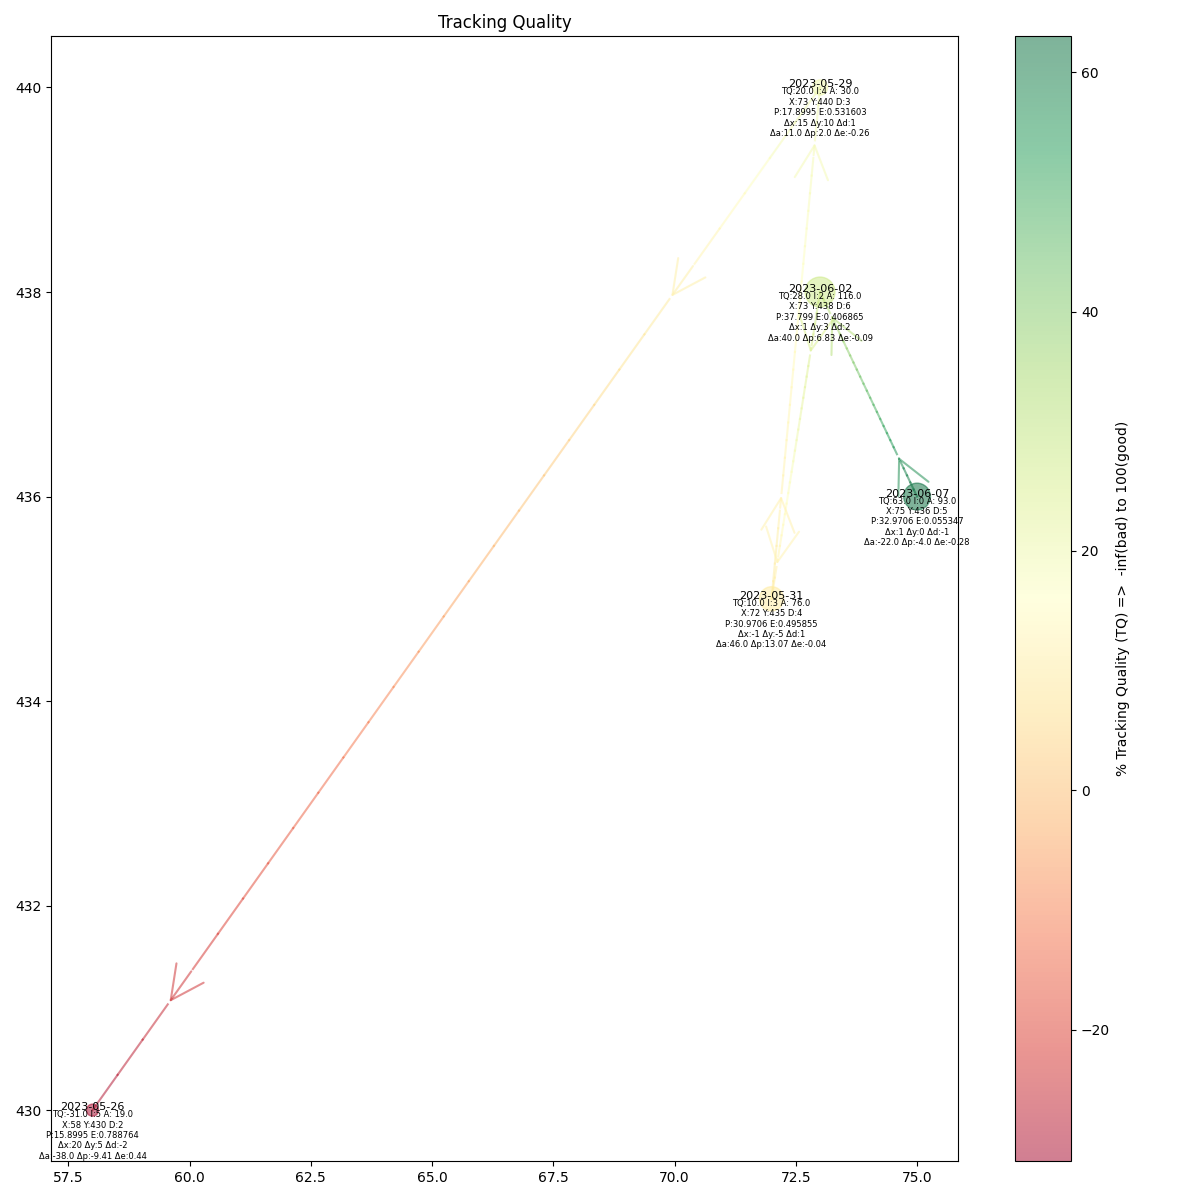 Tracking Quality
440
438
436
434
432
430
57.5
60.0
62.5
65.0
67.5
70.0
72.5
75.0
2023-05-29
TQ:20.0 I:4 A: 30.0
X:73 Y:440 D:3
P:17.8995 E:0.531603
Δx:15 Δy:10 Δd:1
Δa:11.0 Δp:2.0 Δe:-0.26
2023-06-02
TQ:28.0 I:2 A: 116.0
X:73 Y:438 D:6
P:37.799 E:0.406865
Δx:1 Δy:3 Δd:2
Δa:40.0 Δp:6.83 Δe:-0.09
2023-06-07
TQ:63.0 I:0 A: 93.0
X:75 Y:436 D:5
P:32.9706 E:0.055347
Δx:1 Δy:0 Δd:-1
Δa:-22.0 Δp:-4.0 Δe:-0.28
2023-05-31
TQ:10.0 I:3 A: 76.0
X:72 Y:435 D:4
P:30.9706 E:0.495855
Δx:-1 Δy:-5 Δd:1
Δa:46.0 Δp:13.07 Δe:-0.04
2023-05-26
TQ:-31.0 I:5 A: 19.0
X:58 Y:430 D:2
P:15.8995 E:0.788764
Δx:20 Δy:5 Δd:-2
Δa:-38.0 Δp:-9.41 Δe:0.44
60
40
20
0
−20
% Tracking Quality (TQ) =>  -inf(bad) to 100(good)